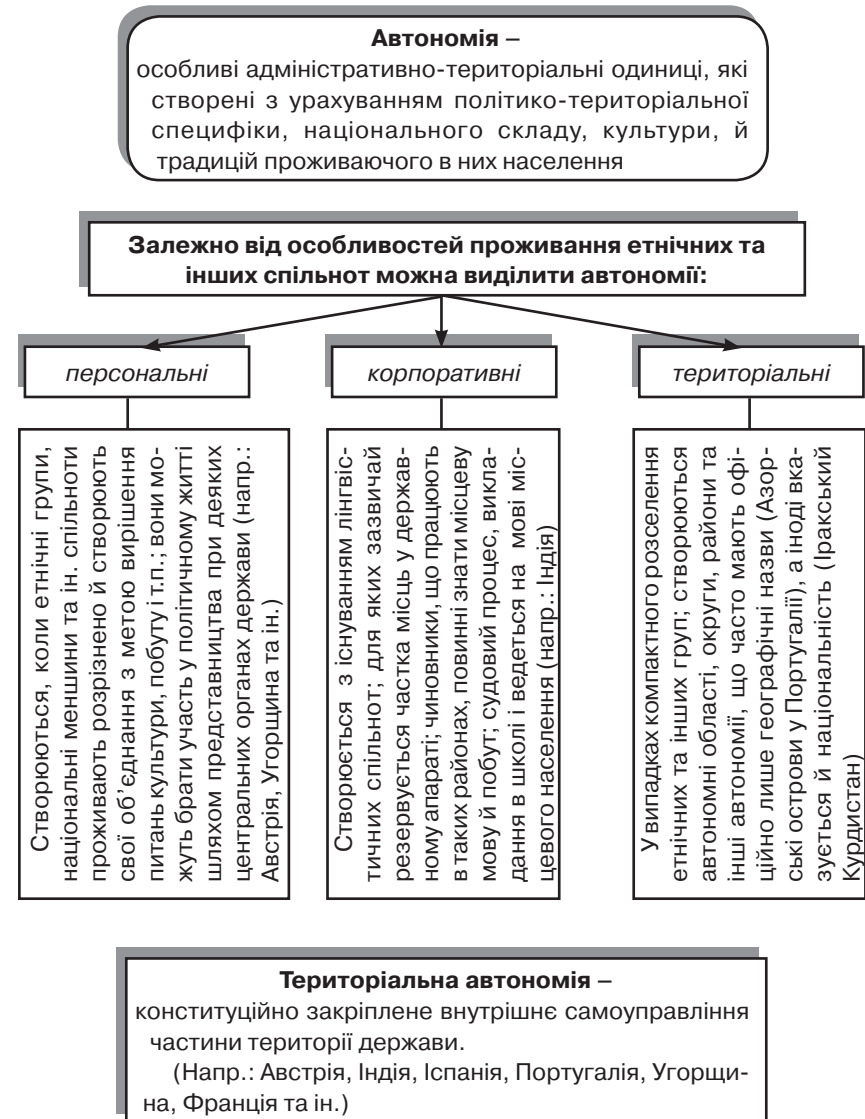 Автономія –
особливі адміністративно-територіальні одиниці, які
створені з урахуванням політико-територіальної
специфіки, національного складу, культури, й
традицій проживаючого в них населення
Залежно від особливостей проживання етнічних та
інших спільнот можна виділити автономії:
персональні
корпоративні
територіальні
Створюються, коли етнічні групи,
національні меншини та ін. спільноти
проживають розрізнено й створюють
свої об'єднання з метою вирішення
питань культури, побуту і т.п.; вони мо-
жуть брати участь у політичному житті
шляхом представництва при деяких
центральних органах держави (напр.:
Австрія, Угорщина та ін.)
Створюється з існуванням лінгвіс-
тичних спільнот; для яких зазвичай
резервується частка місць у держав-
ному апараті; чиновники, що працюють
в таких районах, повинні знати місцеву
мову й побут; судовий процес, викла-
дання в школі і ведеться на мові міс-
цевого населення (напр.: Індія)
У випадках компактного розселення
етнічних та інших груп; створюються
автономні області, округи, райони та
інші автономії, що часто мають офі-
ційно лише географічні назви (Азор-
ські острови у Португалії), а іноді вка-
зується й національність (Іракський
Курдистан)
Територіальна автономія –
конституційно закріплене внутрішнє самоуправління
частини території держави.
(Напр.: Австрія, Індія, Іспанія, Португалія, Угорщи-
на, Франція та ін.)